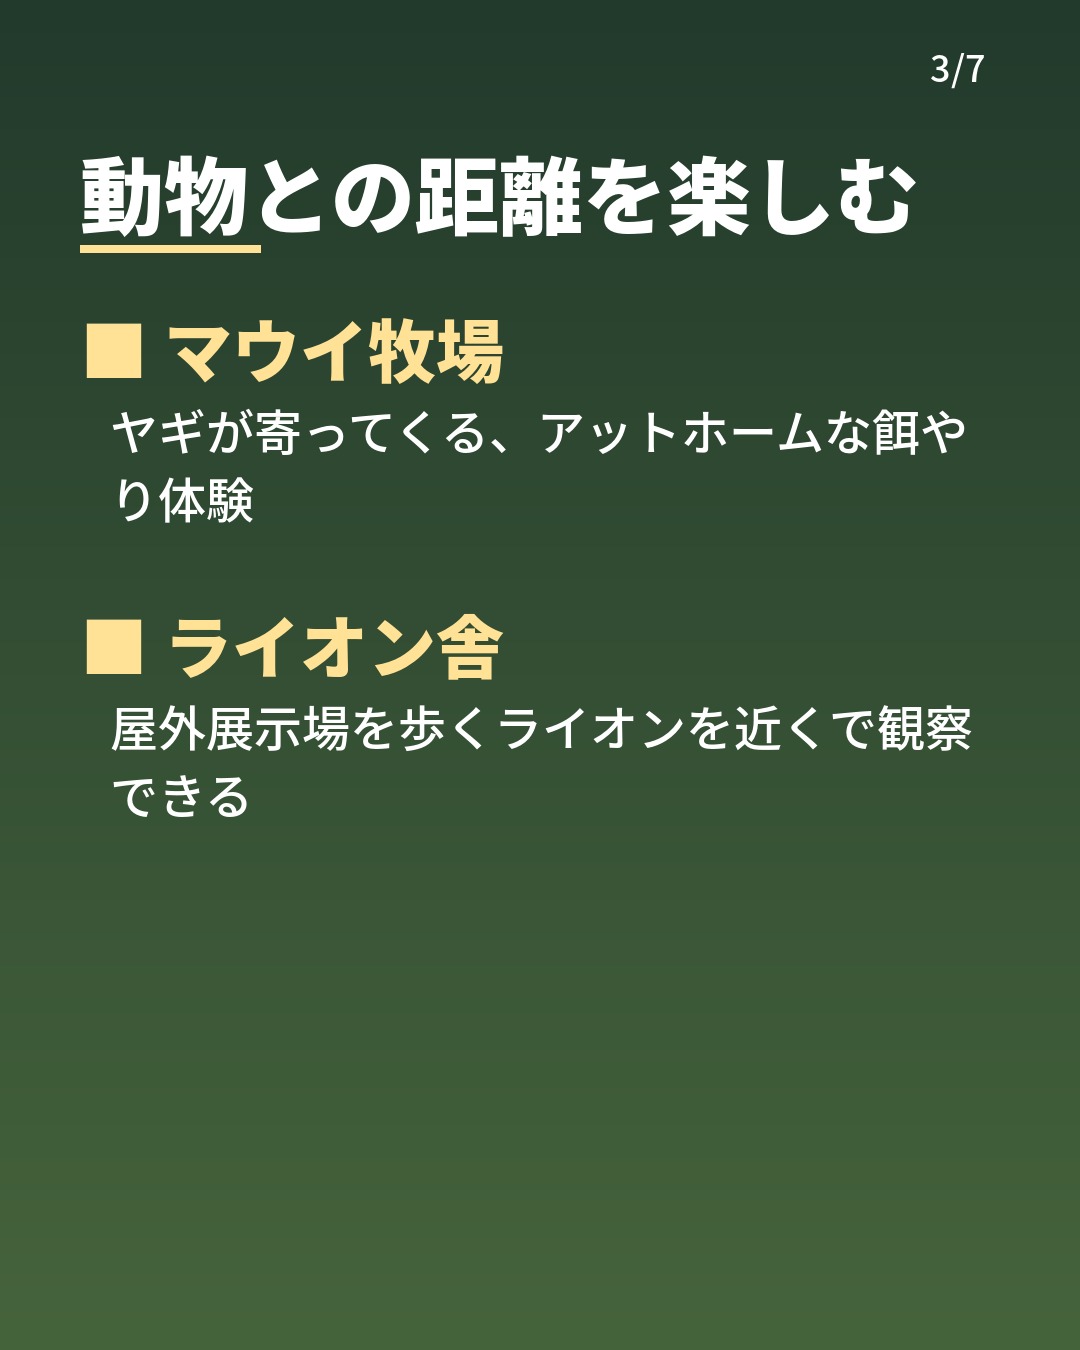 3/7
動物との距離を楽しむ
■ マウイ牧場
ヤギが寄ってくる、アットホームな餌や
り体験
■ ライオン舎
屋外展示場を歩くライオンを近くで観察
できる